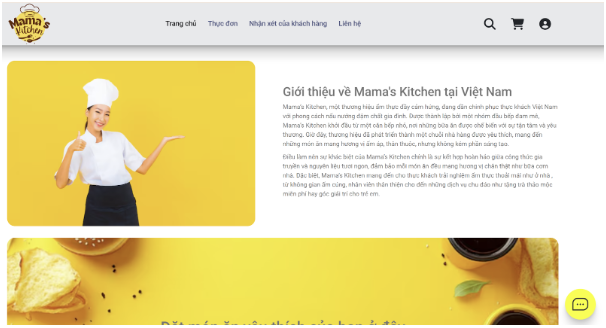 Mama's
Kitchen
Trang chủ Thực đơn Nhận xét của khách hàng Liên hệ
Giới thiệu về Mama's Kitchen tại Việt Nam
Mama's Kitchen, một thương hiệu ẩm thực đầy cảm hứng, đang dần chinh phục thực khách Việt Nam
với phong cách nấu nướng đậm chất gia đình. Được thành lập bởi một nhóm đầu bếp đam mê,
Mama's Kitchen khởi đầu từ một căn bếp nhỏ, nơi những bữa ăn được chế biến với sự tận tâm và yêu
thương. Giờ đây, thương hiệu đã phát triển thành một chuỗi nhà hàng được yêu thích, mang đến
những món ăn mang hương vị ấm áp, thân thuộc, nhưng không kém phần sáng tạo.
Điều làm nên sự khác biệt của Mama's Kitchen chính là sự kết hợp hoàn hảo giữa công thức gia
truyền và nguyên liệu tươi ngon, đảm bảo mỗi món ăn đều mang hương vị chân thật như bữa cơm
nhà. Đặc biệt, Mama's Kitchen mang đến cho thực khách trải nghiệm ẩm thực thoải mái như ở nhà ,
từ không gian ấm cúng, nhân viên thân thiện cho đến những dịch vụ chu đáo như tặng trà thảo mộc
miễn phí hay góc giải trí cho trẻ em.
Đặt món ăn yêu thích của bạn ở đây